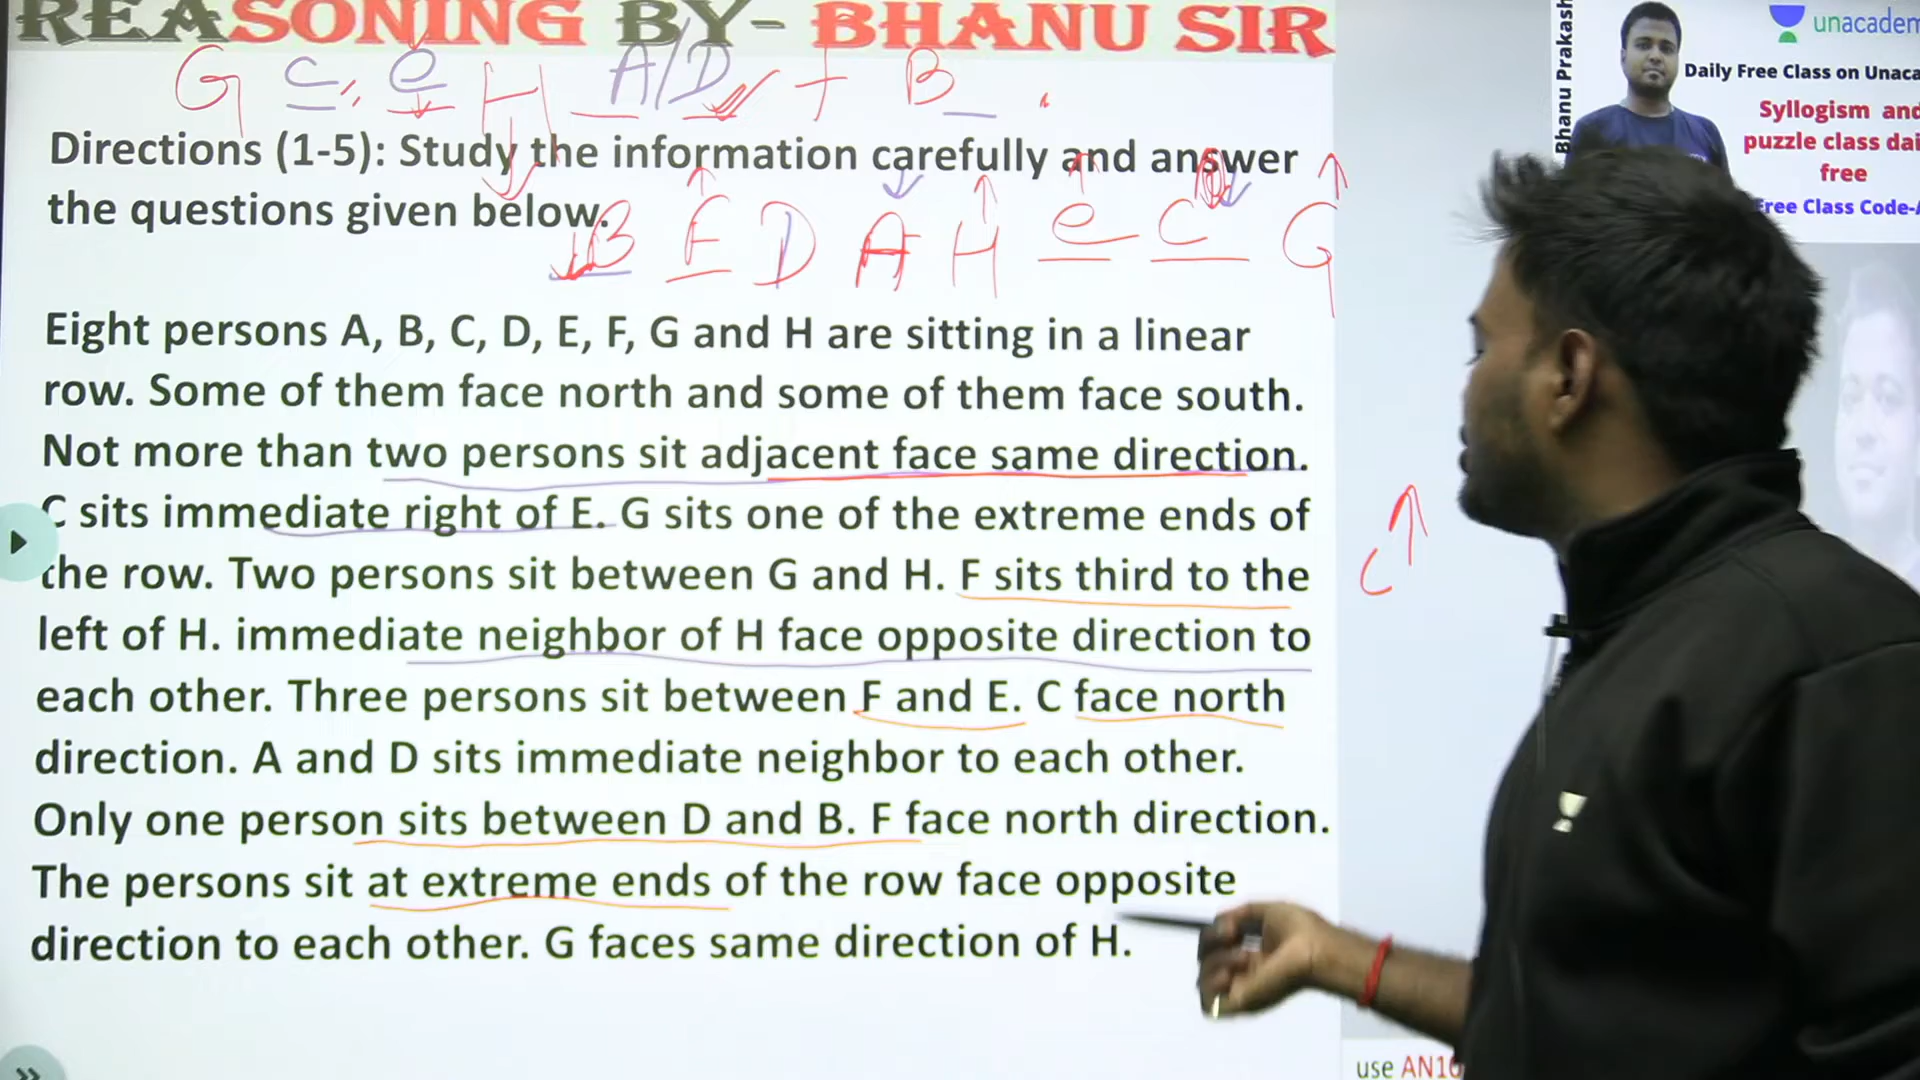 REASONING BY- BHANU SIR
G C e H A/D F B
Directions (1-5): Study the information carefully and answer
the questions given below.
B F D A H e C G
Eight persons A, B, C, D, E, F, G and H are sitting in a linear
row. Some of them face north and some of them face south.
Not more than two persons sit adjacent face same direction.
C sits immediate right of E. G sits one of the extreme ends of
the row. Two persons sit between G and H. F sits third to the
left of H. immediate neighbor of H face opposite direction to
each other. Three persons sit between F and E. C face north
direction. A and D sits immediate neighbor to each other.
Only one person sits between D and B. F face north direction.
The persons sit at extreme ends of the row face opposite
direction to each other. G faces same direction of H.
C
Bhanu Prakash
unacadem
Daily Free Class on Unaca
Syllogism and
puzzle class dai
free
Free Class Code-A
use AN10